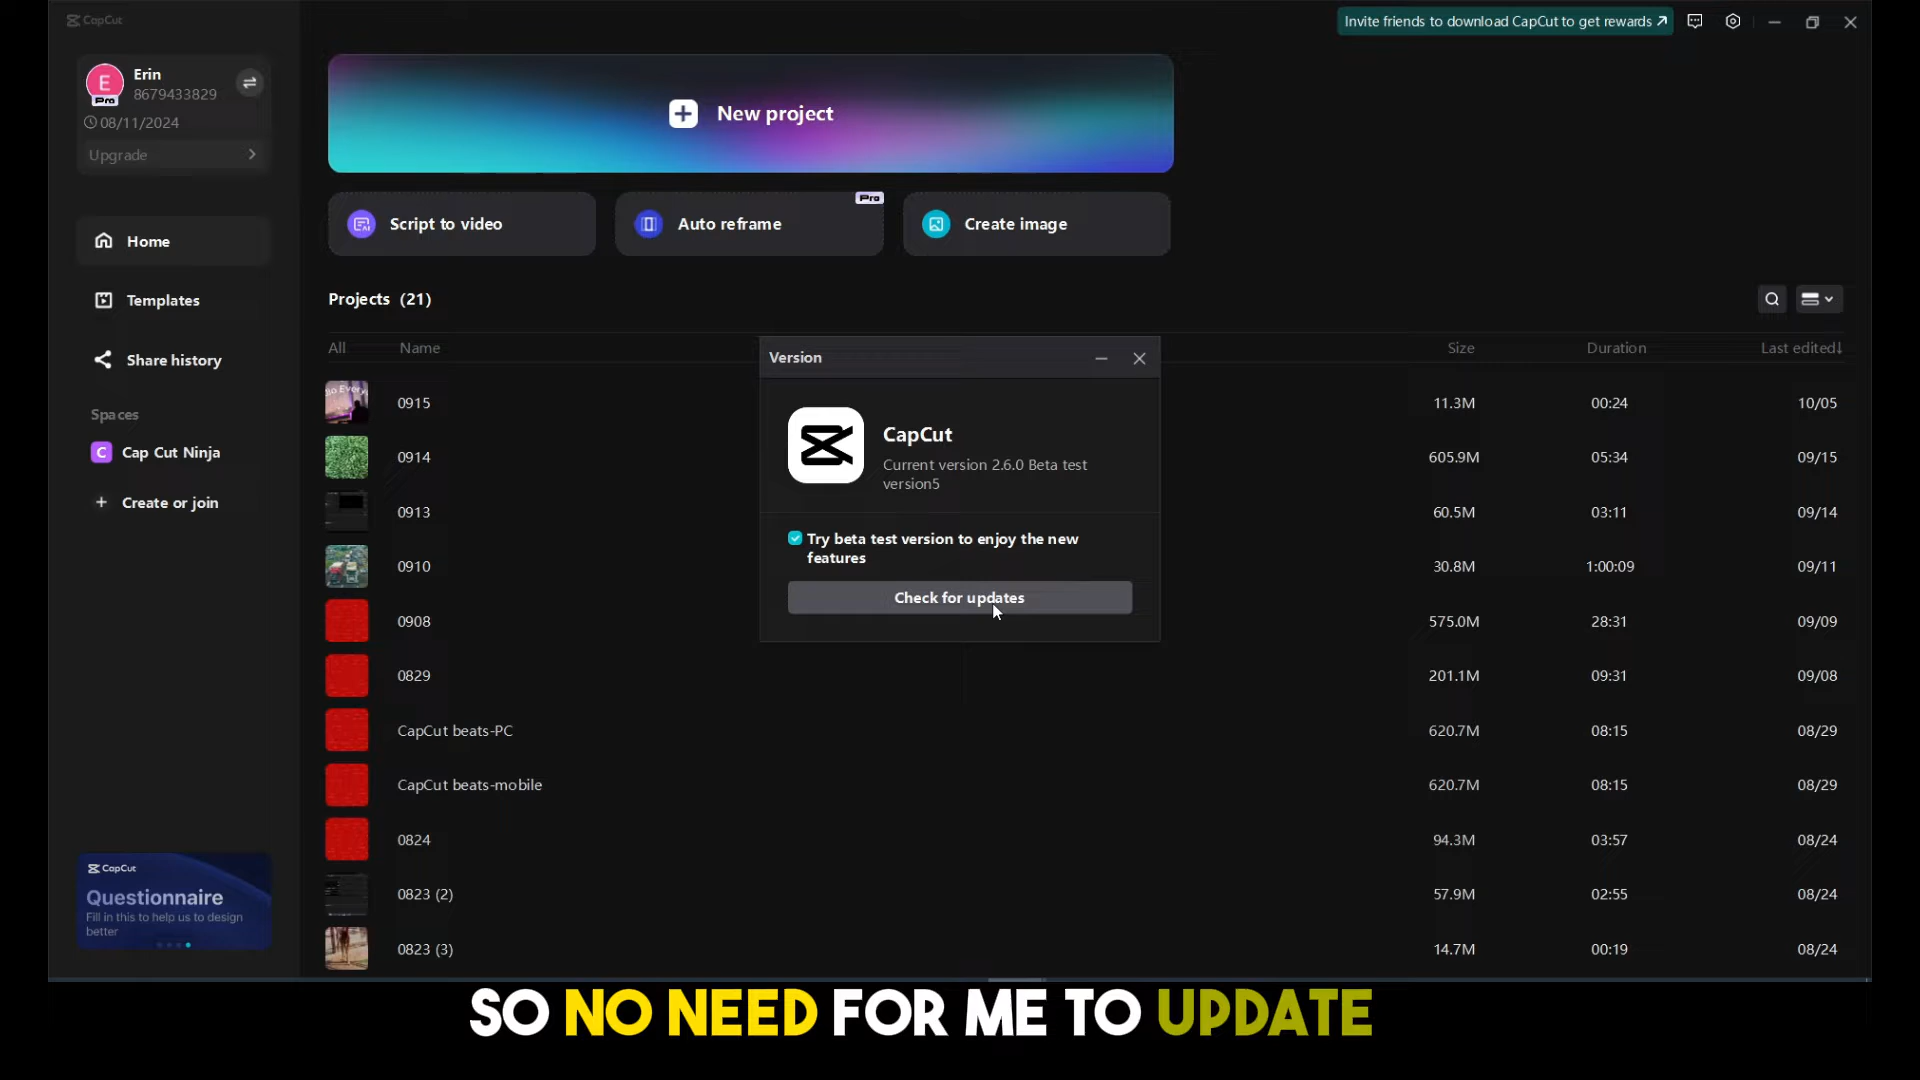 CapCut
Invite friends to download CapCut to get rewards
E
Pro
Erin
8679433829
08/11/2024
Upgrade
New project
Script to video
Pro
Auto reframe
Create image
Home
Templates
Share history
Spaces
C Cap Cut Ninja
+ Create or join
Projects (21)
All Name Size Duration Last edited↓
0915 11.3M 00:24 10/05
0914 605.9M 05:34 09/15
0913 60.5M 03:11 09/14
0910 30.8M 1:00:09 09/11
0908 575.0M 28:31 09/09
0829 201.1M 09:31 09/08
CapCut beats-PC 620.7M 08:15 08/29
CapCut beats-mobile 620.7M 08:15 08/29
0824 94.3M 03:57 08/24
0823 (2) 57.9M 02:55 08/24
0823 (3) 14.7M 00:19 08/24
Version
CapCut
Current version 2.6.0 Beta test
version5
Try beta test version to enjoy the new
features
Check for updates
CapCut
Questionnaire
Fill in this to help us to design
better
SO NO NEED FOR ME TO UPDATE